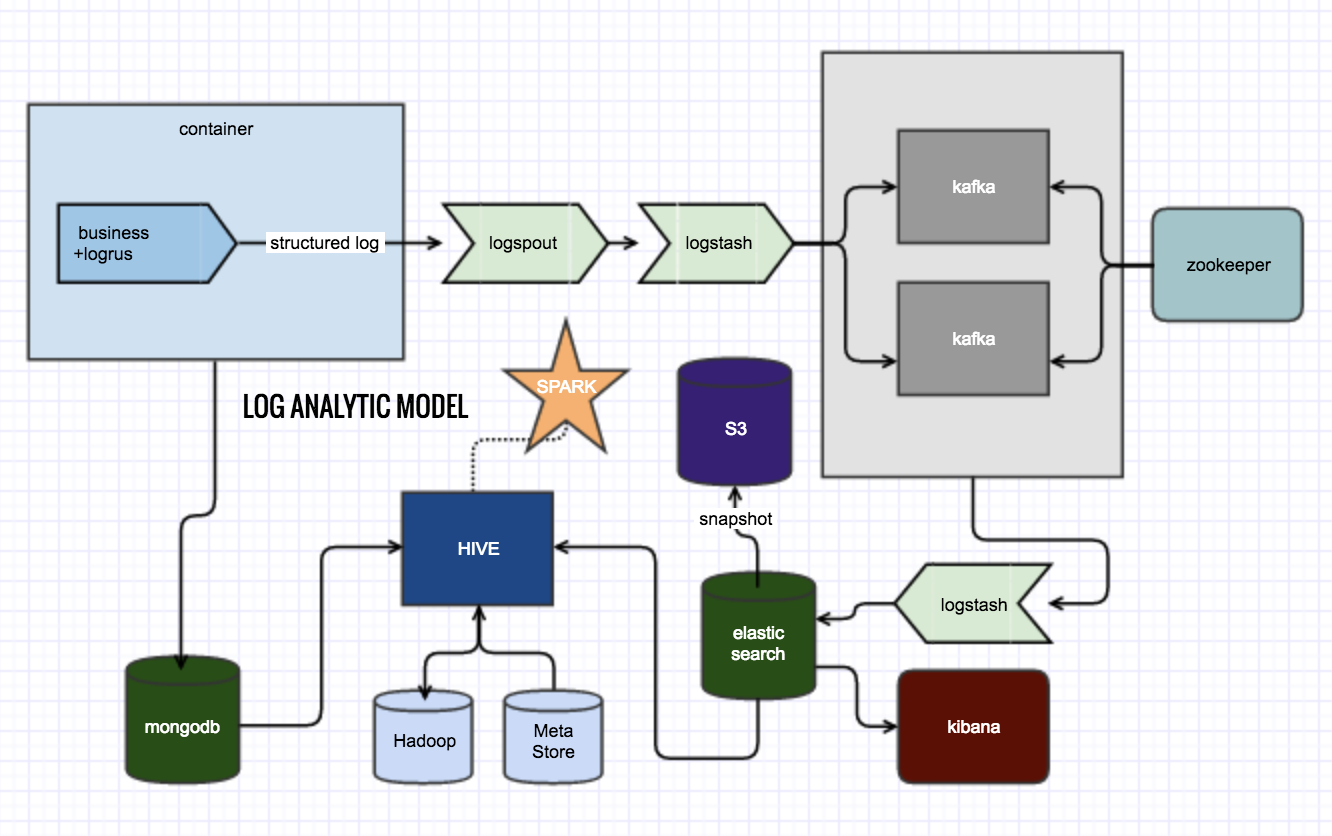 container
business
+logrus
structured log
logspout
logstash
kafka
kafka
zookeeper
SPARK
LOG ANALYTIC MODEL
S3
snapshot
HIVE
logstash
elastic
search
mongodb
Hadoop
Meta
Store
kibana